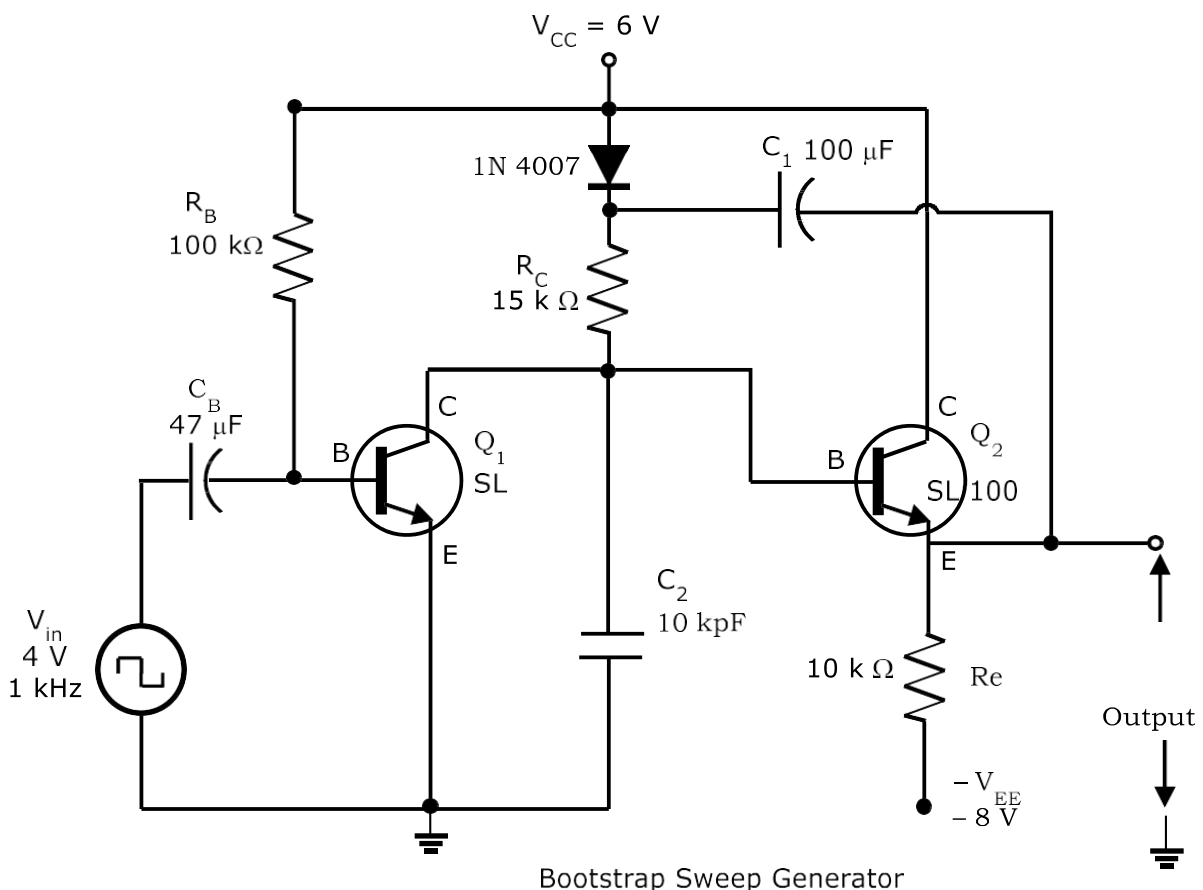 V_CC = 6 V
1N 4007
C_1 100 μF
R_B
100 kΩ
R_C
15 k Ω
C_B
47 μF
B
C
E
Q_1
SL
B
C
E
Q_2
SL 100
V_in
4 V
1 kHz
C_2
10 kpF
10 k Ω
Re
Output
– V_EE
– 8 V
Bootstrap Sweep Generator